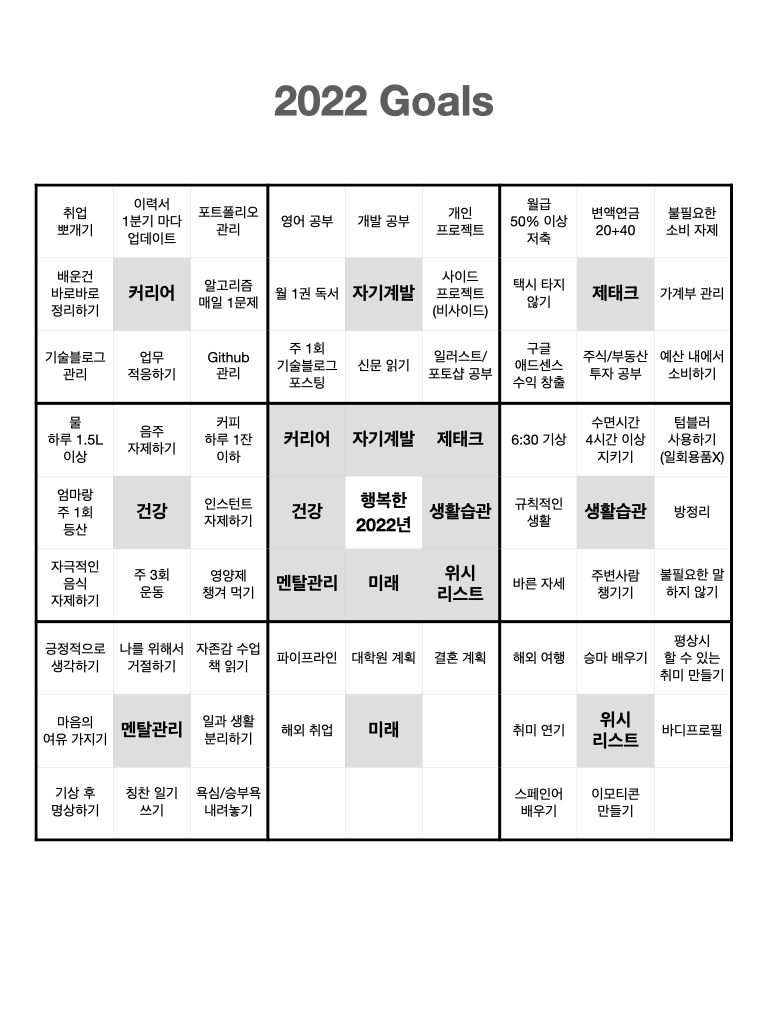 2022 Goals
취업
뽀개기
이력서
1분기 마다
업데이트
포트폴리오
관리
영어 공부
개발 공부
개인
프로젝트
월급
50% 이상
저축
변액연금
20+40
불필요한
소비 자제
배운건
바로바로
정리하기
커리어
알고리즘
매일 1문제
월 1권 독서
자기계발
사이드
프로젝트
(비사이드)
택시 타지
않기
제태크
가계부 관리
기술블로그
관리
업무
적응하기
Github
관리
주 1회
기술블로그
포스팅
신문 읽기
일러스트/
포토샵 공부
구글
애드센스
수익 창출
주식/부동산
투자 공부
예산 내에서
소비하기
물
하루 1.5L
이상
음주
자제하기
커피
하루 1잔
이하
커리어
자기계발
제태크
6:30 기상
수면시간
4시간 이상
지키기
텀블러
사용하기
(일회용품X)
엄마랑
주 1회
등산
건강
인스턴트
자제하기
건강
행복한
2022년
생활습관
규칙적인
생활
생활습관
방정리
자극적인
음식
자제하기
주 3회
운동
영양제
챙겨 먹기
멘탈관리
미래
위시
리스트
바른 자세
주변사람
챙기기
불필요한 말
하지 않기
긍정적으로
생각하기
나를 위해서
거절하기
자존감 수업
책 읽기
파이프라인
대학원 계획
결혼 계획
해외 여행
승마 배우기
평상시
할 수 있는
취미 만들기
마음의
여유 가지기
멘탈관리
일과 생활
분리하기
해외 취업
미래
취미 연기
위시
리스트
바디프로필
기상 후
명상하기
칭찬 일기
쓰기
욕심/승부욕
내려놓기
스페인어
배우기
이모티콘
만들기